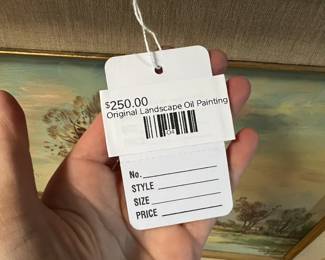 $250.00
Original Landscape Oil Painting
No.
STYLE
SIZE
PRICE